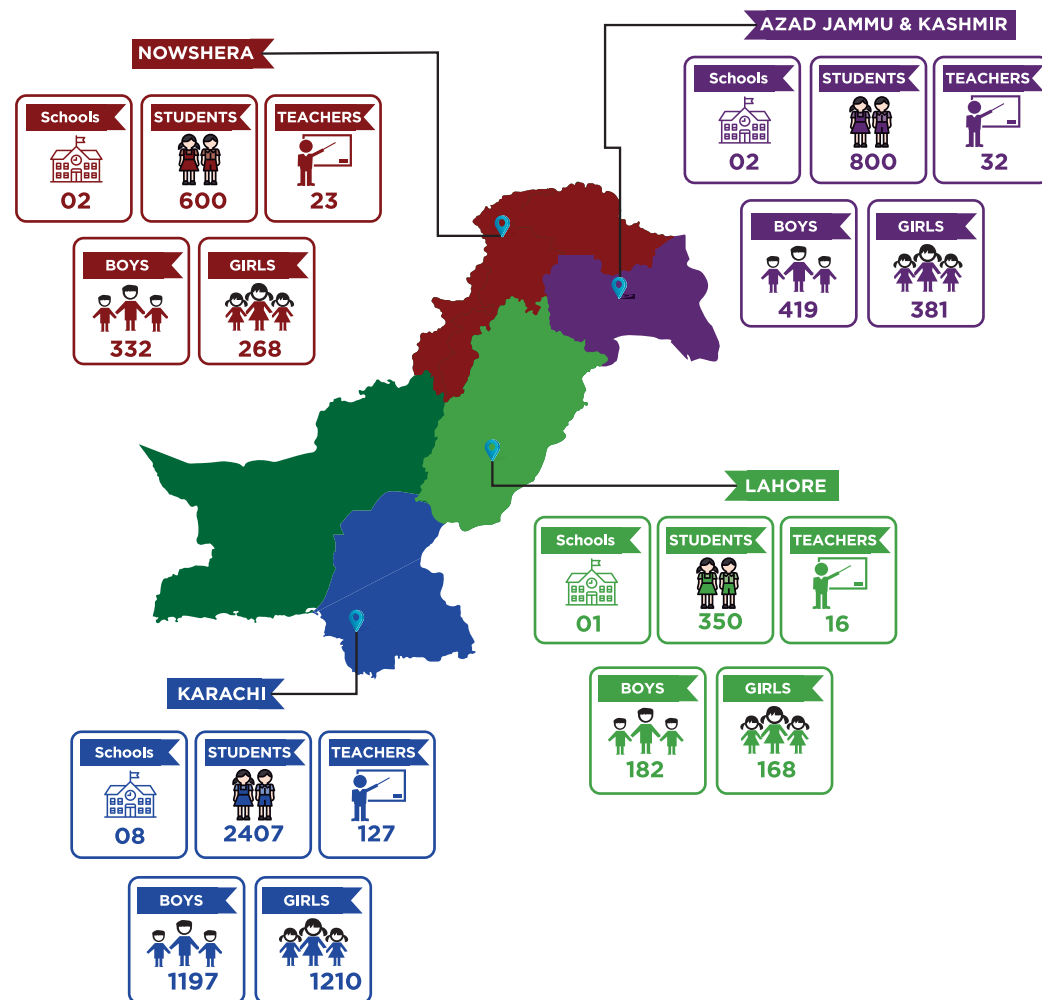 NOWSHERA
Schools
02
STUDENTS
600
TEACHERS
23
BOYS
332
GIRLS
268
AZAD JAMMU & KASHMIR
Schools
02
STUDENTS
800
TEACHERS
32
BOYS
419
GIRLS
381
LAHORE
Schools
01
STUDENTS
350
TEACHERS
16
BOYS
182
GIRLS
168
KARACHI
Schools
08
STUDENTS
2407
TEACHERS
127
BOYS
1197
GIRLS
1210